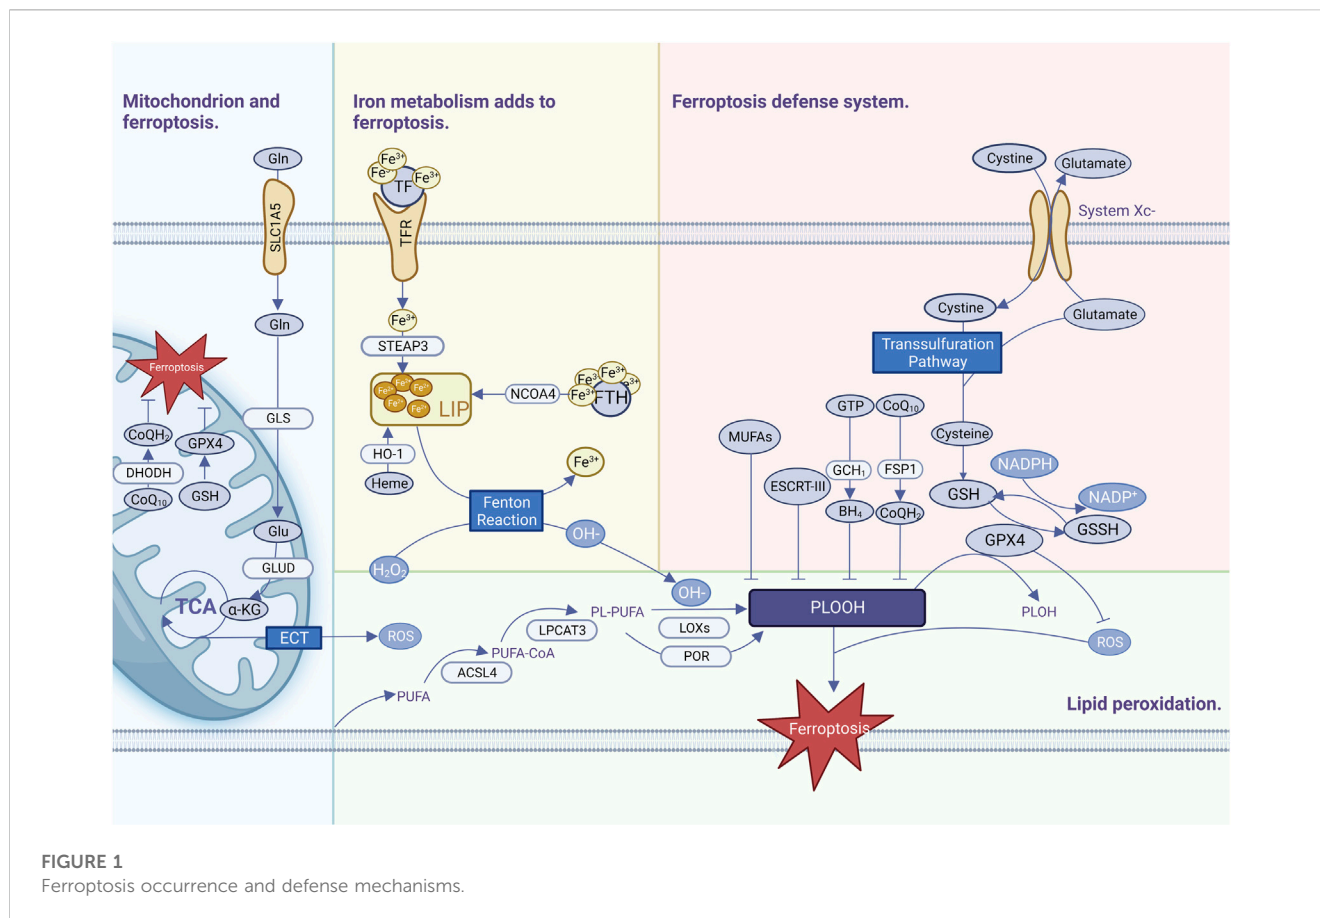 Mitochondrion and
ferroptosis.
Gln
SLC1A5
Gln
Ferroptosis
GLS
CoQH₂
GPX4
DHODH
CoQ₁₀
GSH
Glu
GLUD
TCA
α-KG
ECT
ROS
Iron metabolism adds to
ferroptosis.
Fe³⁺
Fe³⁺
TF
TFR
Fe³⁺
STEAP3
LIP
NCOA4
Fe³⁺
Fe³⁺
FTH
HO-1
Heme
Fe³⁺
Fenton
Reaction
OH-
H₂O₂
Ferroptosis defense system.
Cystine
Glutamate
System Xc-
Cystine
Glutamate
Transsulfuration
Pathway
GTP
CoQ₁₀
MUFAs
Cysteine
GCH₁
FSP1
NADPH
ESCRT-III
GSH
NADP⁺
BH₄
CoQH₂
GSSH
GPX4
OH-
PLOOH
PLOH
PL-PUFA
LOXs
LPCAT3
POR
ROS
PUFA-CoA
ACSL4
PUFA
Lipid peroxidation.
Ferroptosis
FIGURE 1
Ferroptosis occurrence and defense mechanisms.